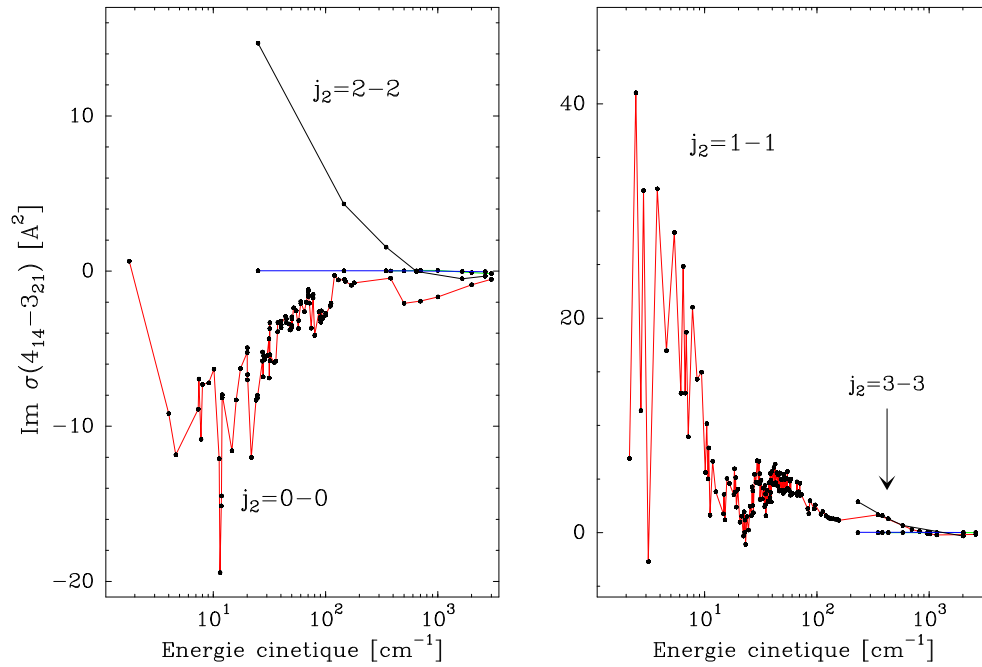 Im σ(4₁₄−3₂₁) [A²]
10
0
−10
−20
j₂=2−2
j₂=0−0
10¹
10²
10³
Energie cinetique [cm⁻¹]
40
20
0
j₂=1−1
j₂=3−3
10¹
10²
10³
Energie cinetique [cm⁻¹]